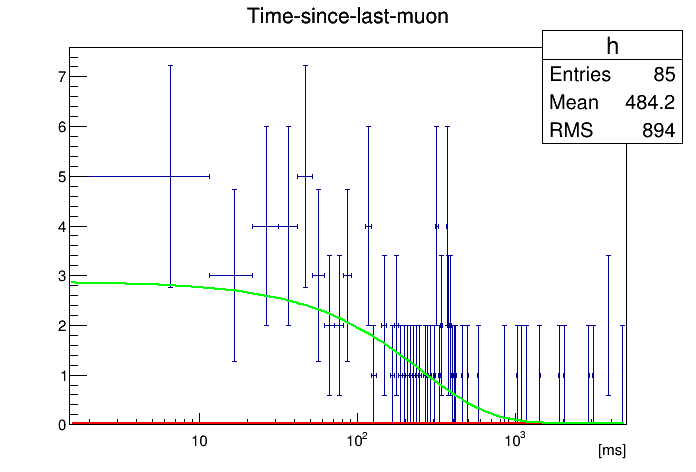 Time-since-last-muon
h
Entries 85
Mean 484.2
RMS 894
7
6
5
4
3
2
1
0
10
10²
10³
[ms]